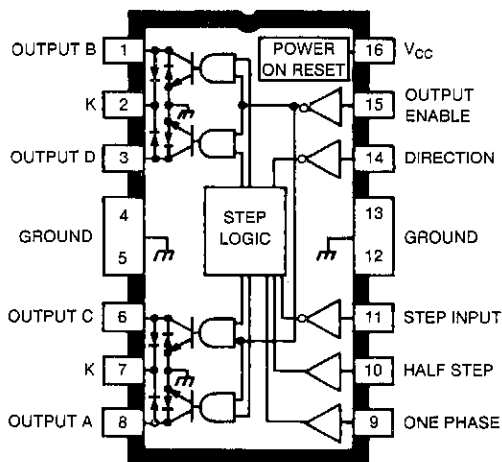 OUTPUT B 1
K 2
OUTPUT D 3
GROUND 4 5
OUTPUT C 6
K 7
OUTPUT A 8
POWER
ON RESET
STEP
LOGIC
16 VCC
15 OUTPUT
ENABLE
14 DIRECTION
13
GROUND
12
11 STEP INPUT
10 HALF STEP
9 ONE PHASE